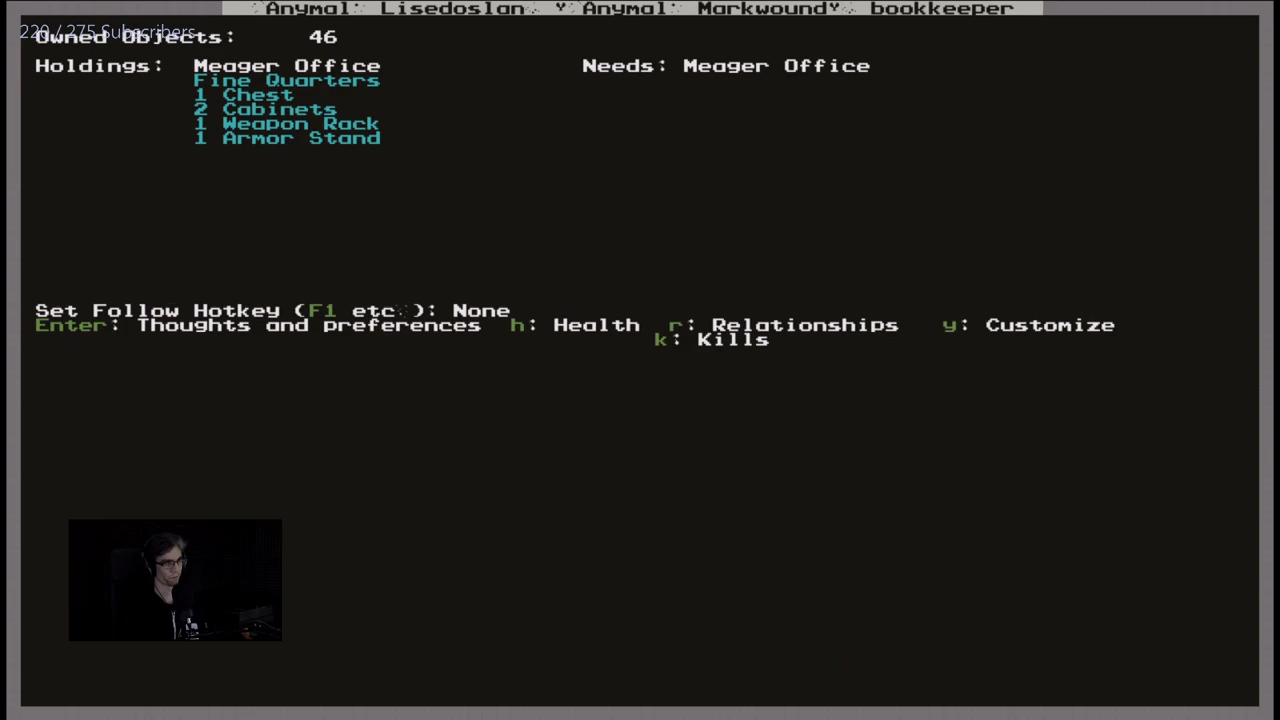 Anymal: Lisedoslan Anymal: Markwound bookkeeper
220 / 275 Subscribers
Owned Objects: 46
Holdings: Meager Office Needs: Meager Office
Fine Quarters
1 Chest
2 Cabinets
1 Weapon Rack
1 Armor Stand
Set Follow Hotkey (F1 etc.): None
Enter: Thoughts and preferences h: Health r: Relationships y: Customize
k: Kills